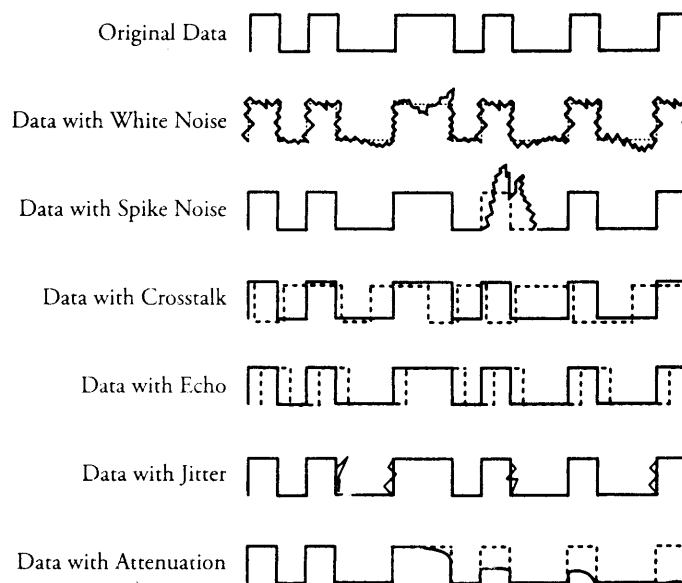 Original Data
Data with White Noise
Data with Spike Noise
Data with Crosstalk
Data with Echo
Data with Jitter
Data with Attenuation